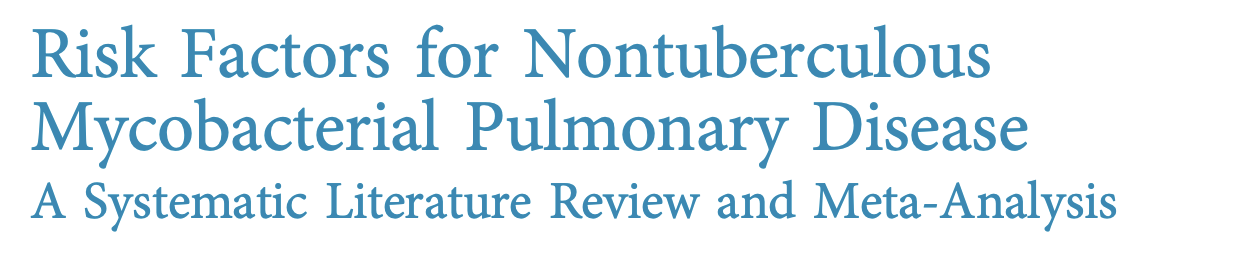 Risk Factors for Nontuberculous
Mycobacterial Pulmonary Disease
A Systematic Literature Review and Meta-Analysis